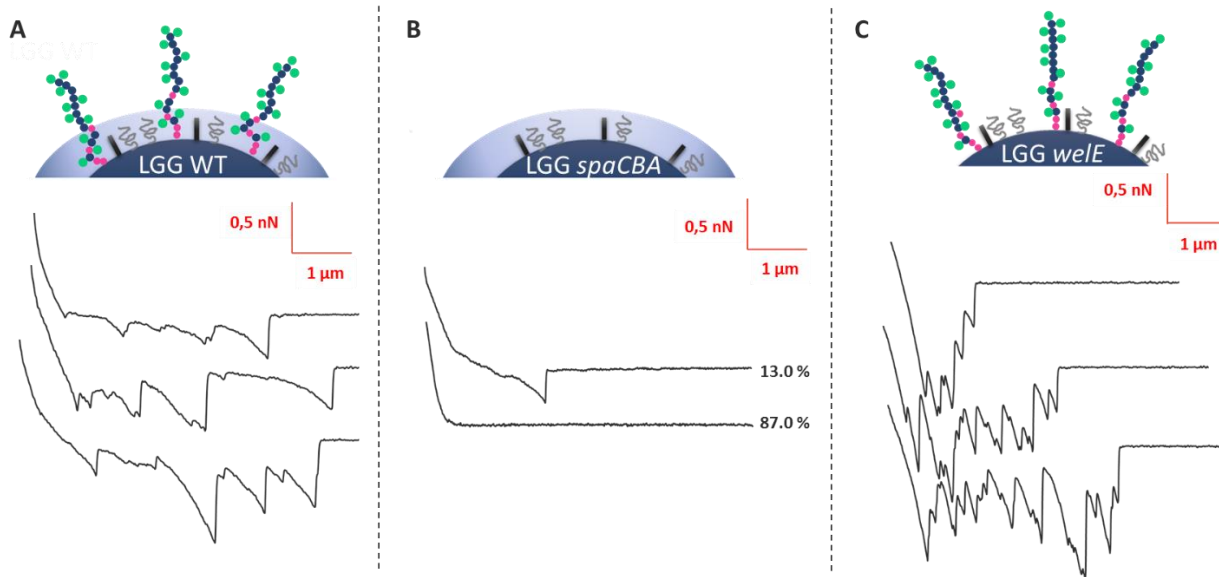 A
LGG WT
LGG WT
0,5 nN
1 µm
B
LGG spaCBA
0,5 nN
1 µm
13.0 %
87.0 %
C
LGG welE
0,5 nN
1 µm